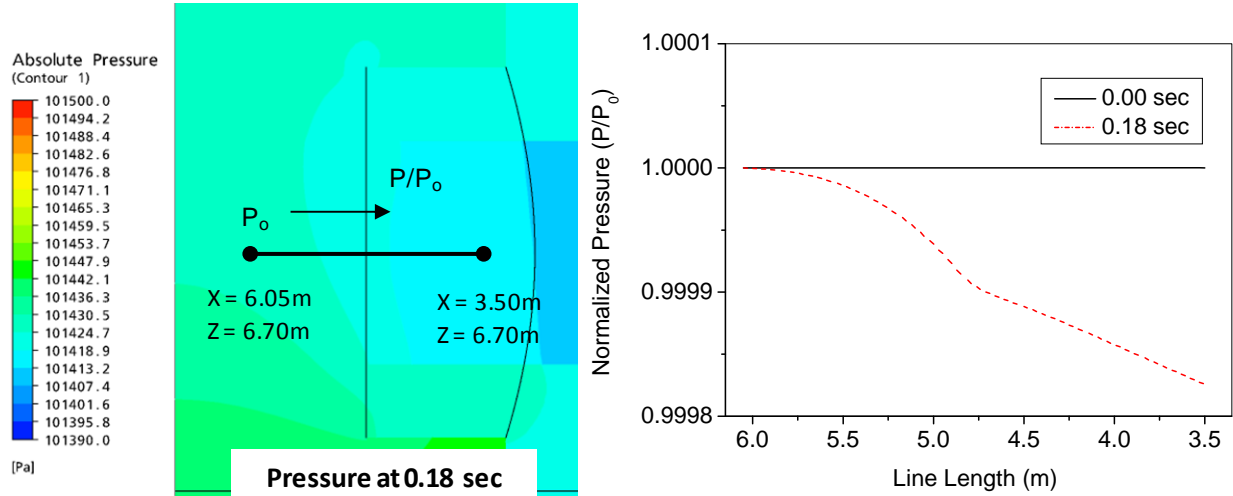 Absolute Pressure
(Contour 1)
101500.0
101494.2
101488.4
101482.6
101476.8
101471.1
101465.3
101459.5
101453.7
101447.9
101442.1
101436.3
101430.5
101424.7
101418.9
101413.2
101407.4
101401.6
101395.8
101390.0
[Pa]
P/Po
Po
X = 6.05m
Z = 6.70m
X = 3.50m
Z = 6.70m
Pressure at 0.18 sec
Normalized Pressure (P/P0)
1.0001
1.0000
0.9999
0.9998
0.00 sec
0.18 sec
6.0 5.5 5.0 4.5 4.0 3.5
Line Length (m)